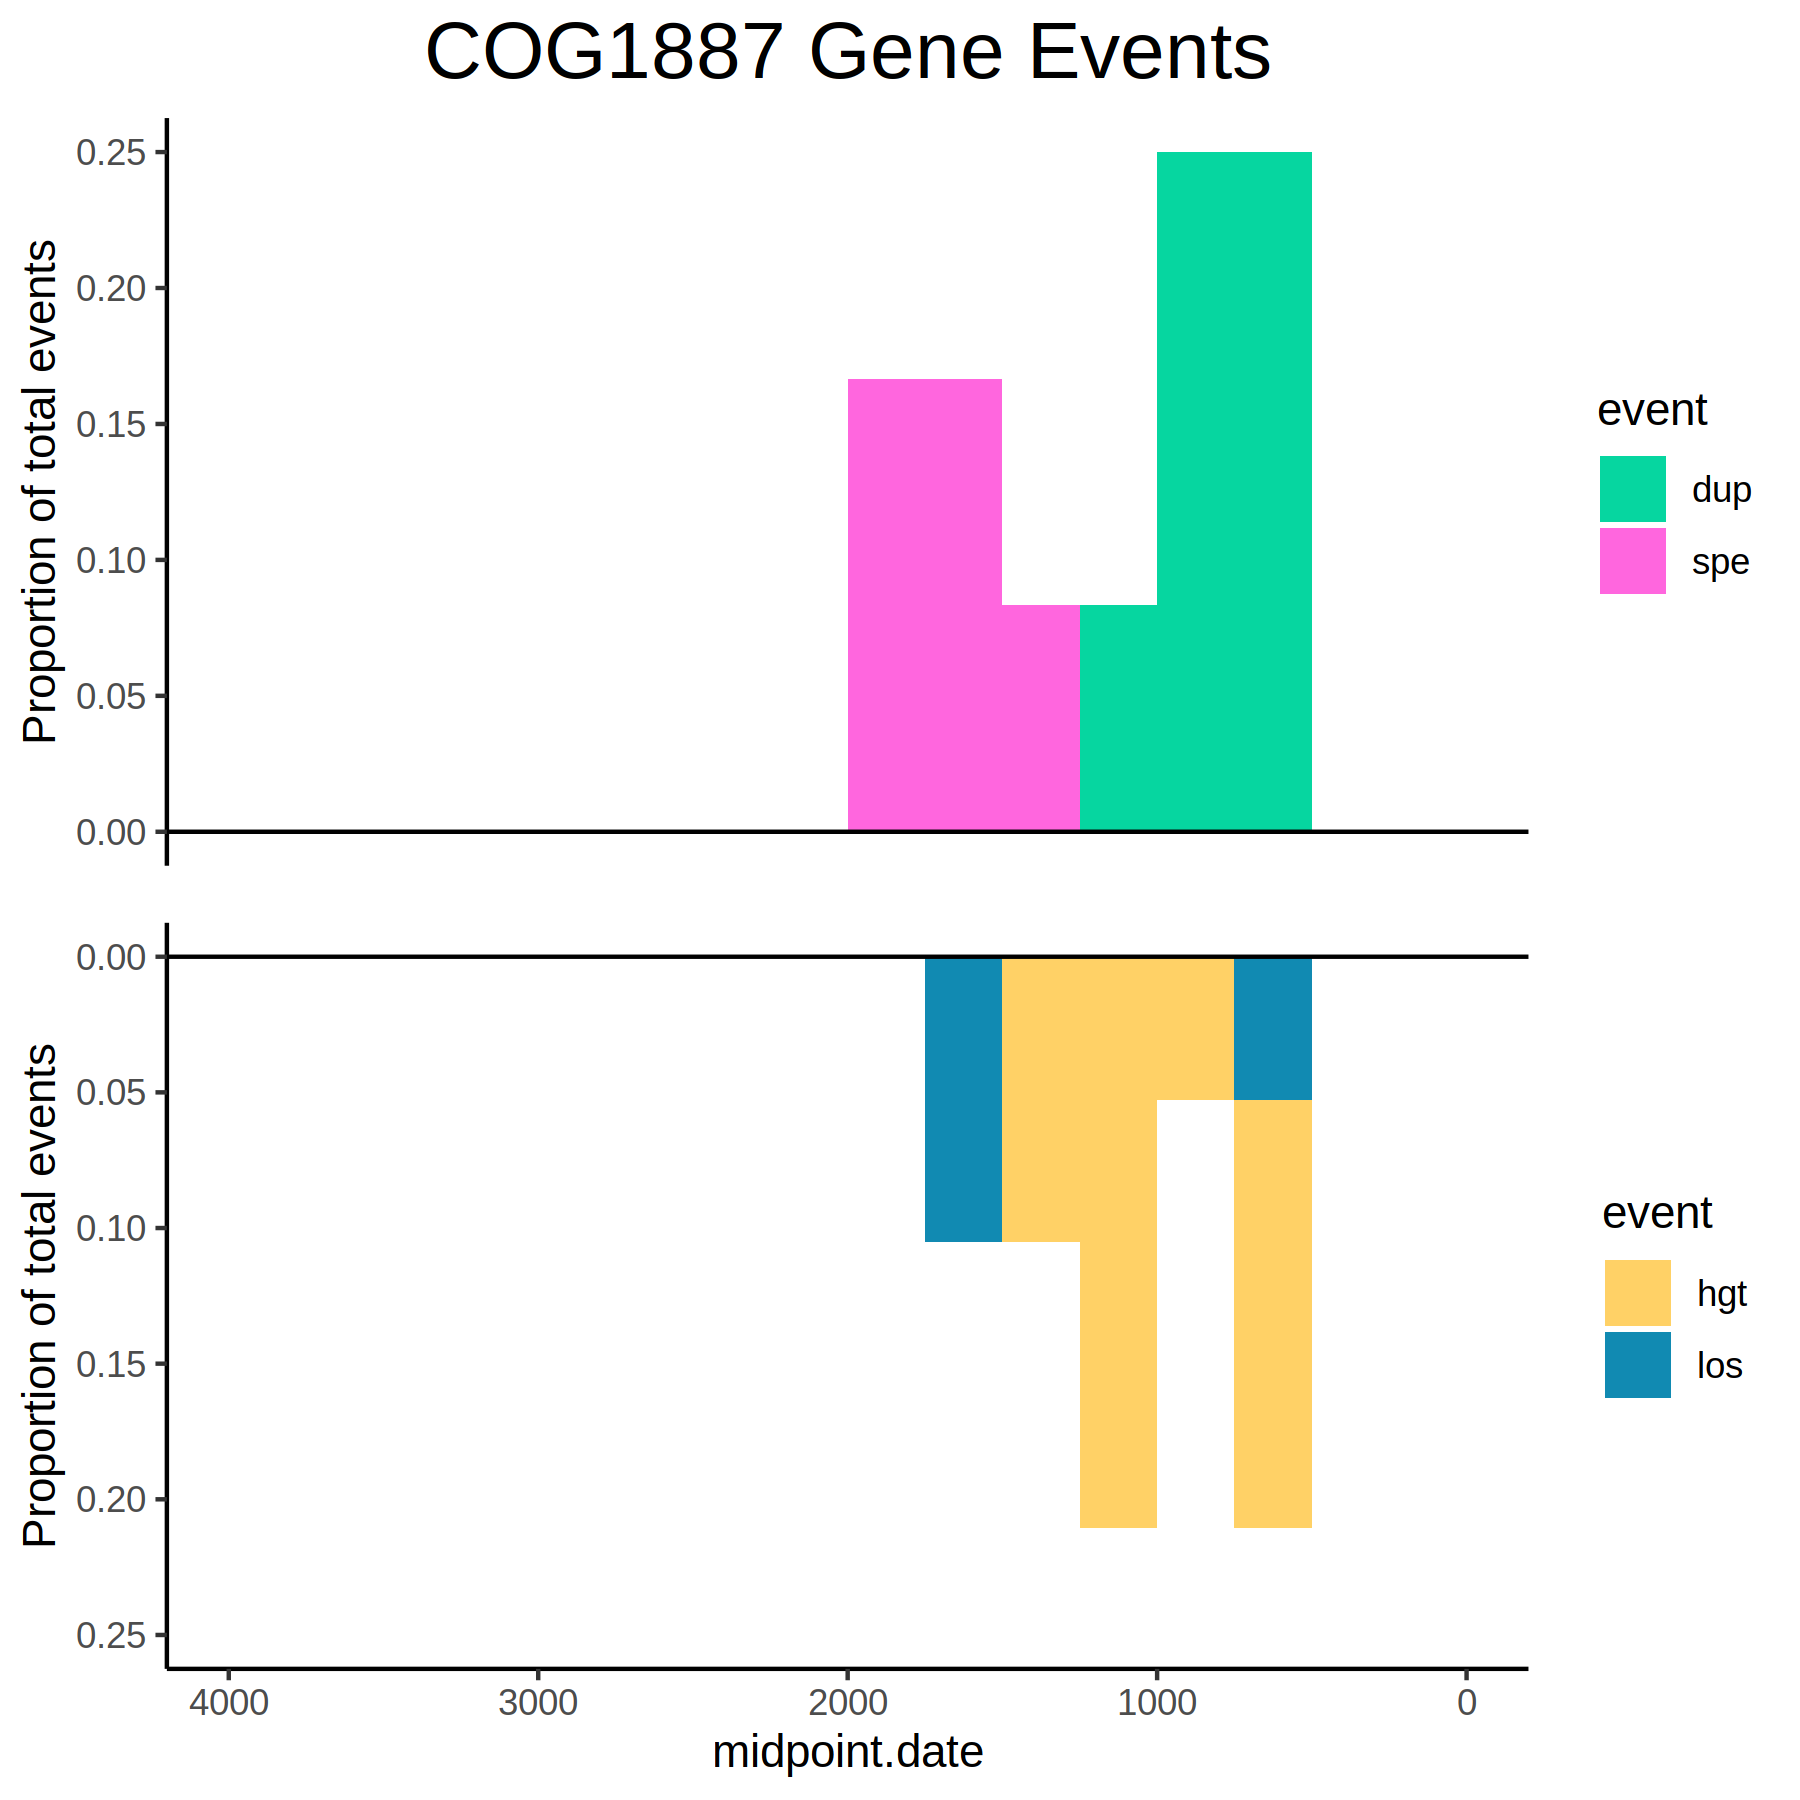 COG1887 Gene Events
Proportion of total events
0.25
0.20
0.15
0.10
0.05
0.00
event
dup
spe
Proportion of total events
0.00
0.05
0.10
0.15
0.20
0.25
event
hgt
los
4000 3000 2000 1000 0
midpoint.date